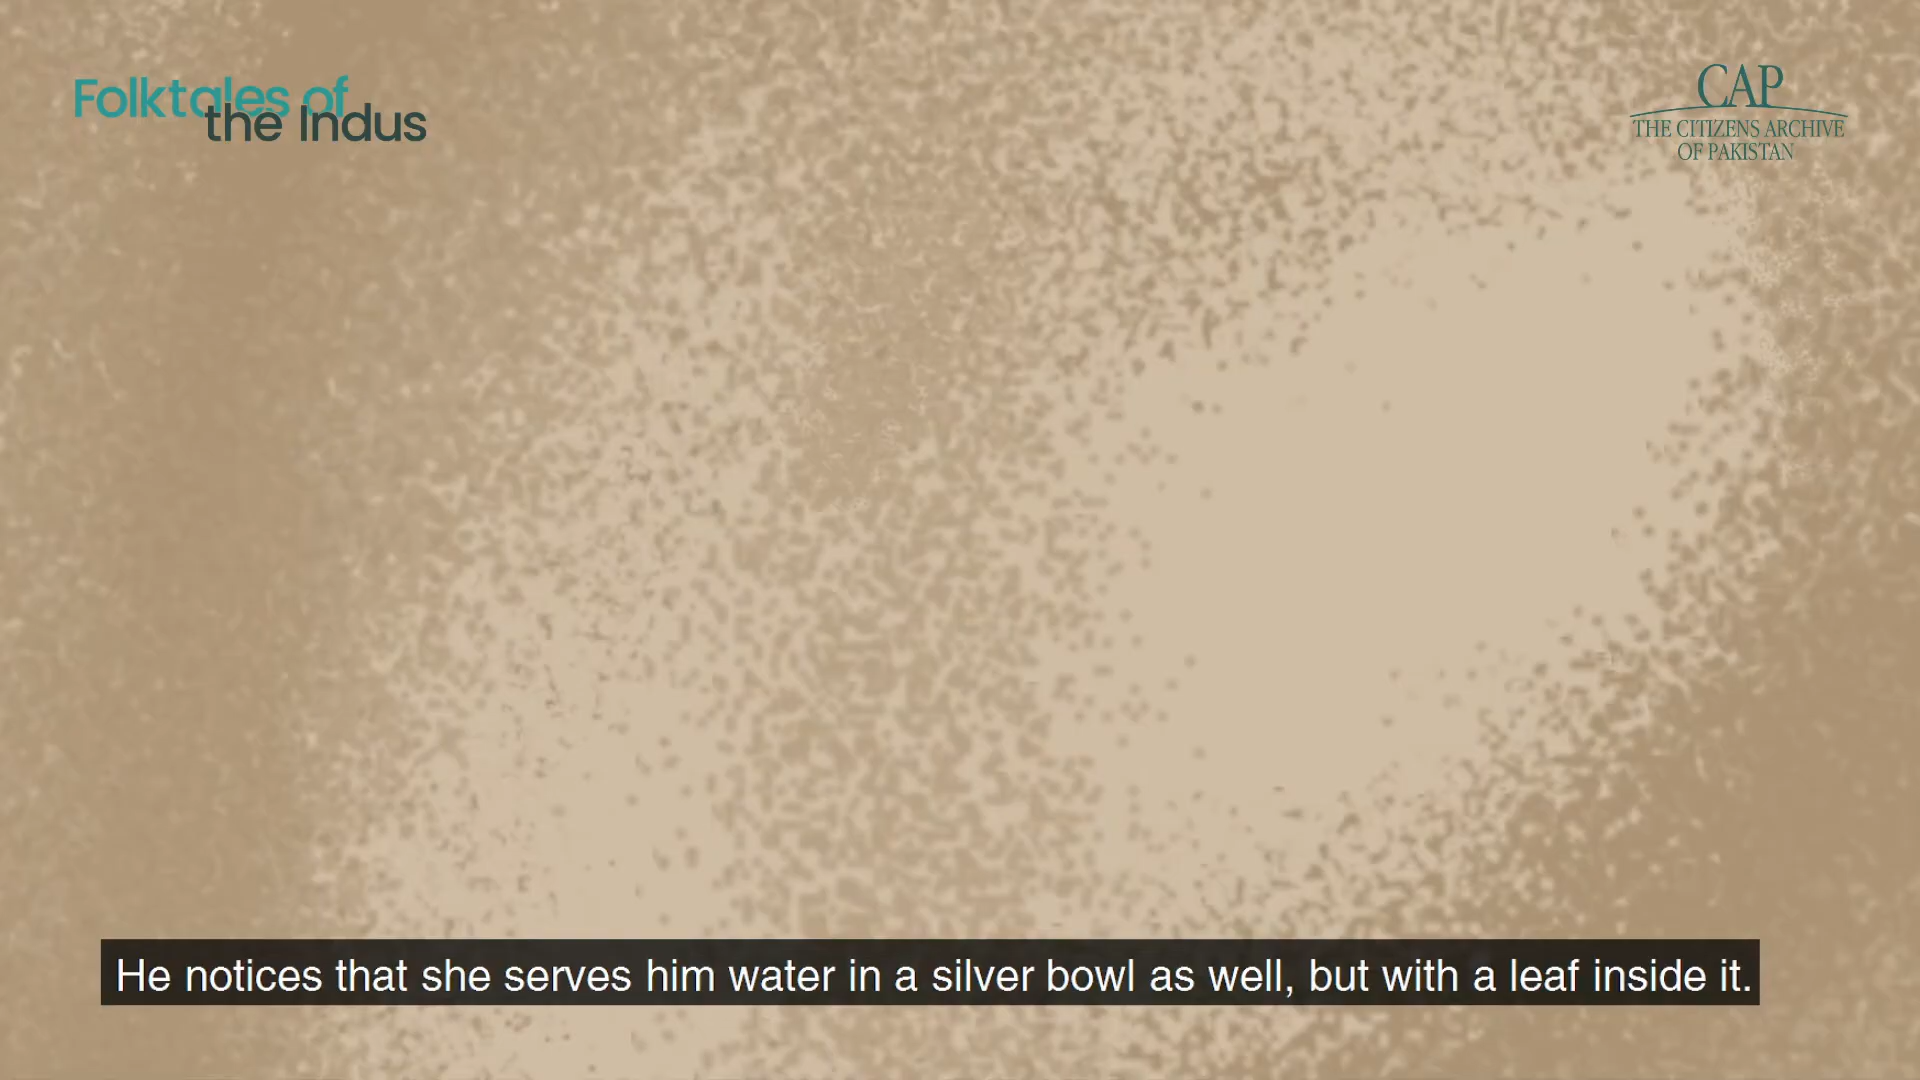 Folktales of
the Indus
CAP
THE CITIZENS ARCHIVE
OF PAKISTAN
He notices that she serves him water in a silver bowl as well, but with a leaf inside it.